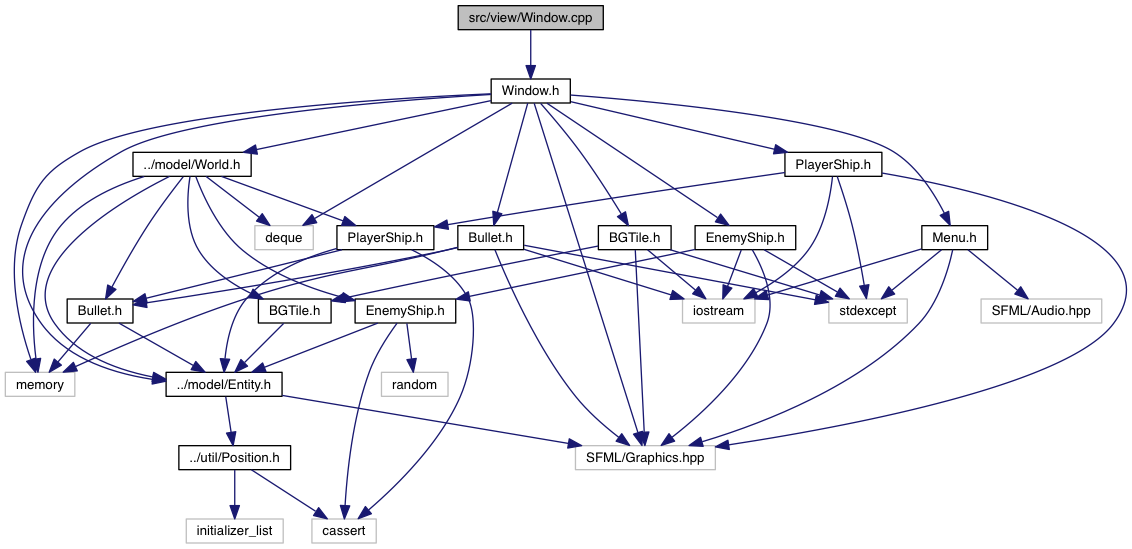 src/view/Window.cpp
Window.h
../model/World.h
PlayerShip.h
deque
PlayerShip.h
Bullet.h
BGTile.h
EnemyShip.h
Menu.h
Bullet.h
BGTile.h
EnemyShip.h
iostream
stdexcept
SFML/Audio.hpp
memory
../model/Entity.h
random
../util/Position.h
SFML/Graphics.hpp
initializer_list
cassert